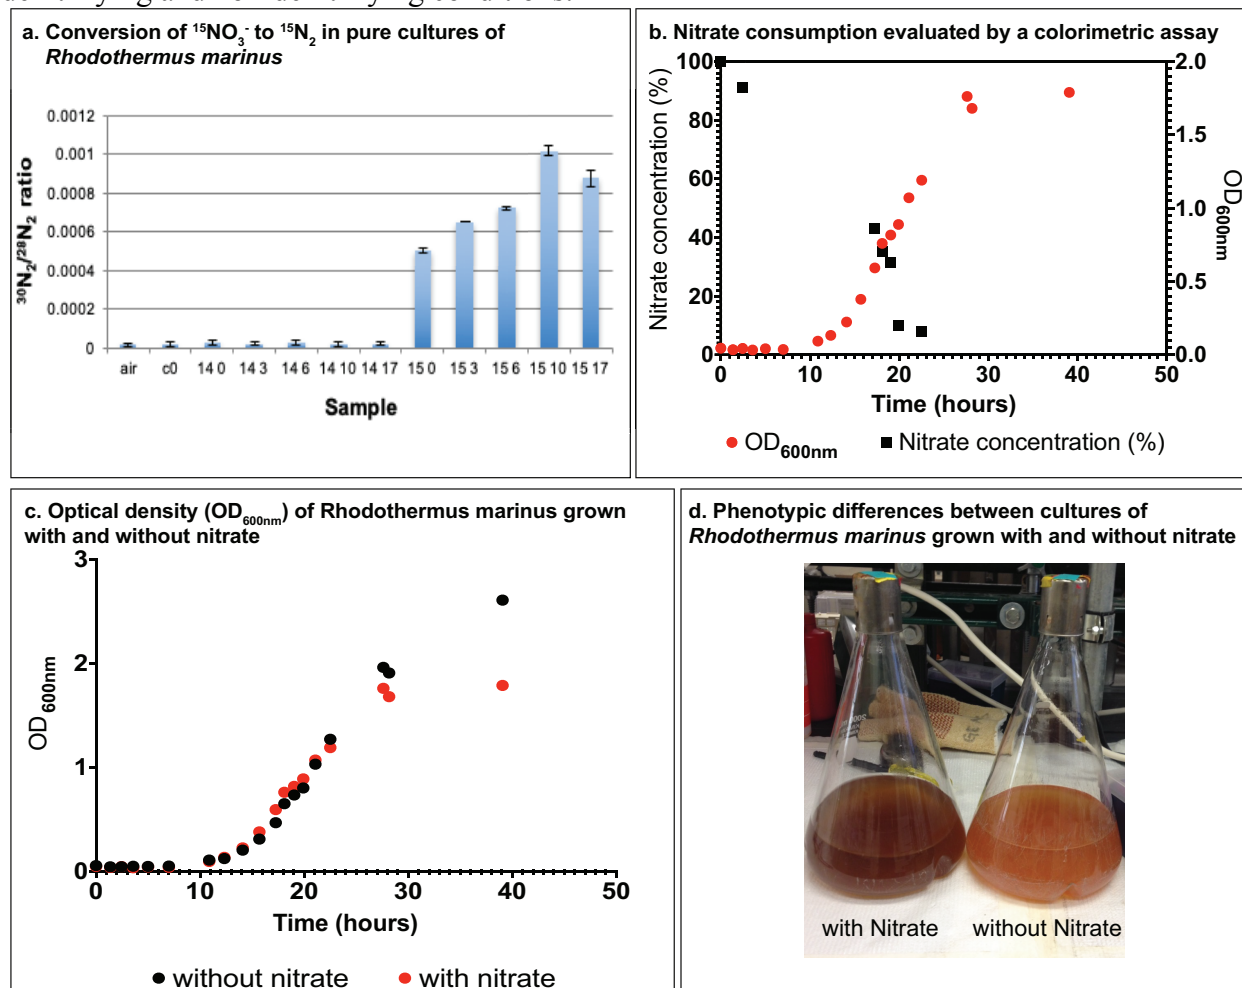 a. Conversion of ¹⁵NO₃⁻ to ¹⁵N₂ in pure cultures of
Rhodothermus marinus
0.0012
0.001
0.0008
0.0006
0.0004
0.0002
0
³⁰N₂/²⁸N₂ ratio
air c0 14 0 14 3 14 6 14 10 14 17 15 0 15 3 15 6 15 10 15 17
Sample
b. Nitrate consumption evaluated by a colorimetric assay
Nitrate concentration (%)
100
80
60
40
20
0
2.0
1.5
1.0
0.5
0.0
OD600nm
0 10 20 30 40 50
Time (hours)
OD600nm Nitrate concentration (%)
c. Optical density (OD600nm) of Rhodothermus marinus grown
with and without nitrate
3
2
1
0
OD600nm
0 10 20 30 40 50
Time (hours)
without nitrate with nitrate
d. Phenotypic differences between cultures of
Rhodothermus marinus grown with and without nitrate
with Nitrate without Nitrate